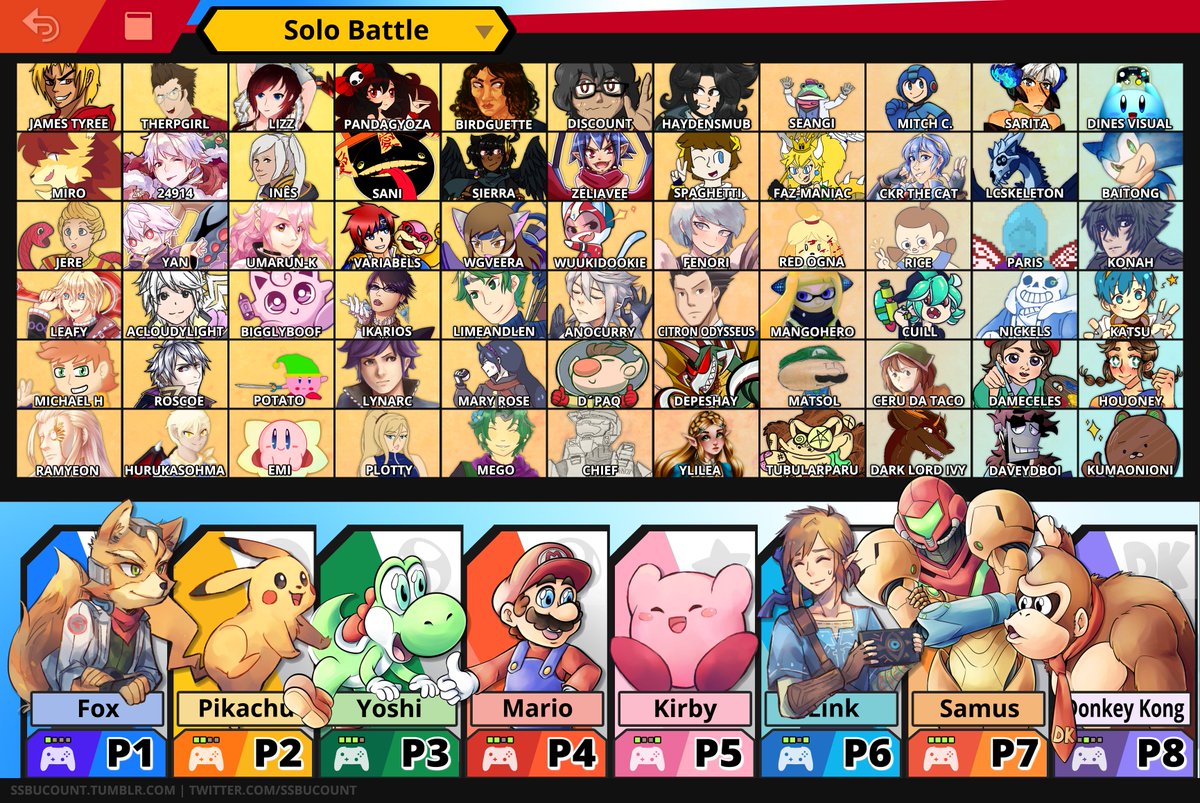 Solo Battle
JAMES TYREE THERPGIRL LIZZ PANDAGYOZA BIRDGUETTE DISCOUNT HAYDENSMUB SEANGI MITCH C. SARITA DINES VISUAL
MIRO 24914 INÊS SANI SIERRA ZELIAVEE SPAGHETTI FAZ-MANIAC CKR THE CAT LCSKELETON BAITONG
JERE YAN UMARUN-K VARIABELS WGVEERA WUUKIDOOKIE FENORI RED OGNA RICE PARIS KONAH
LEAFY ACLOUDYLIGHT BIGGLYBOOF IKARIOS LIMEANDLEN ANOCURRY CITRON ODYSSEUS MANGOHERO CUILL NICKELS KATSU
MICHAEL H ROSCOE POTATO LYNARC MARY ROSE D´PAQ DEPESHAY MATSOL CERU DA TACO DAMECELES HOUONEY
RAMYEON HURUKASOHMA EMI PLOTTY MEGO CHIEF YLILEA TUBULARPARU DARK LORD IVY DAVEYDBOI KUMAONIONI
DK
Fox Pikachu Yoshi Mario Kirby Link Samus Donkey Kong
DK
P1 P2 P3 P4 P5 P6 P7 P8
SSBUCOUNT.TUMBLR.COM | TWITTER.COM/SSBUCOUNT